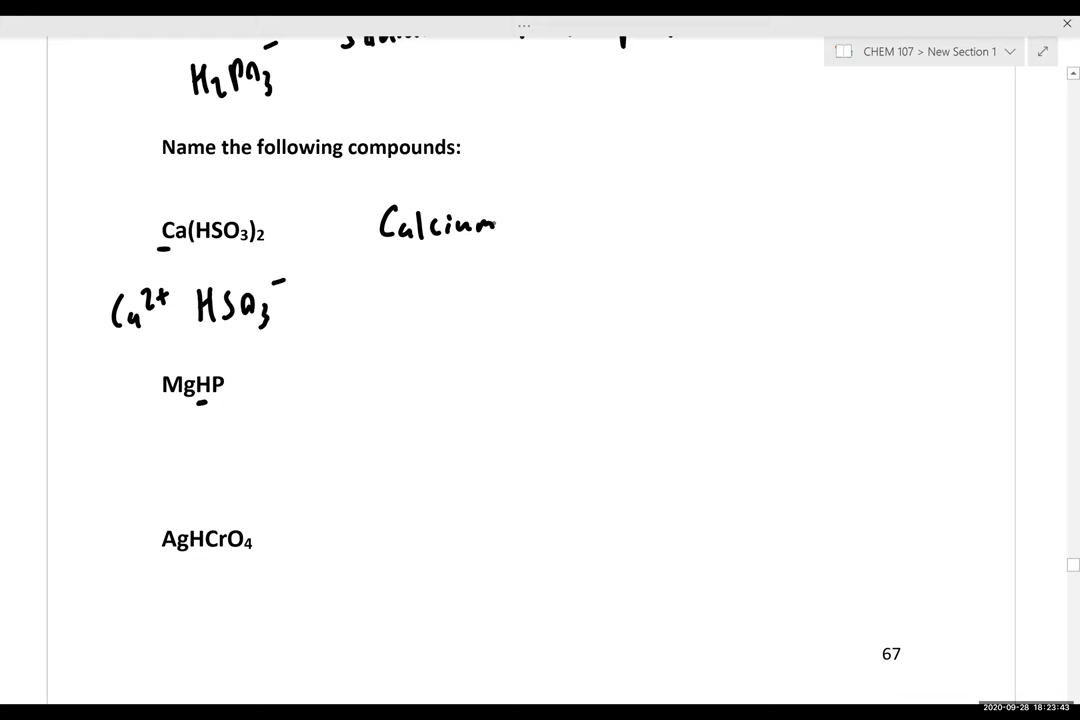 CHEM 107 > New Section 1
H₂PO₃⁻
Name the following compounds:
Ca(HSO₃)₂ Calcium
Ca²⁺ HSO₃⁻
MgHP
AgHCrO₄
67
2020-09-28 18:23:43